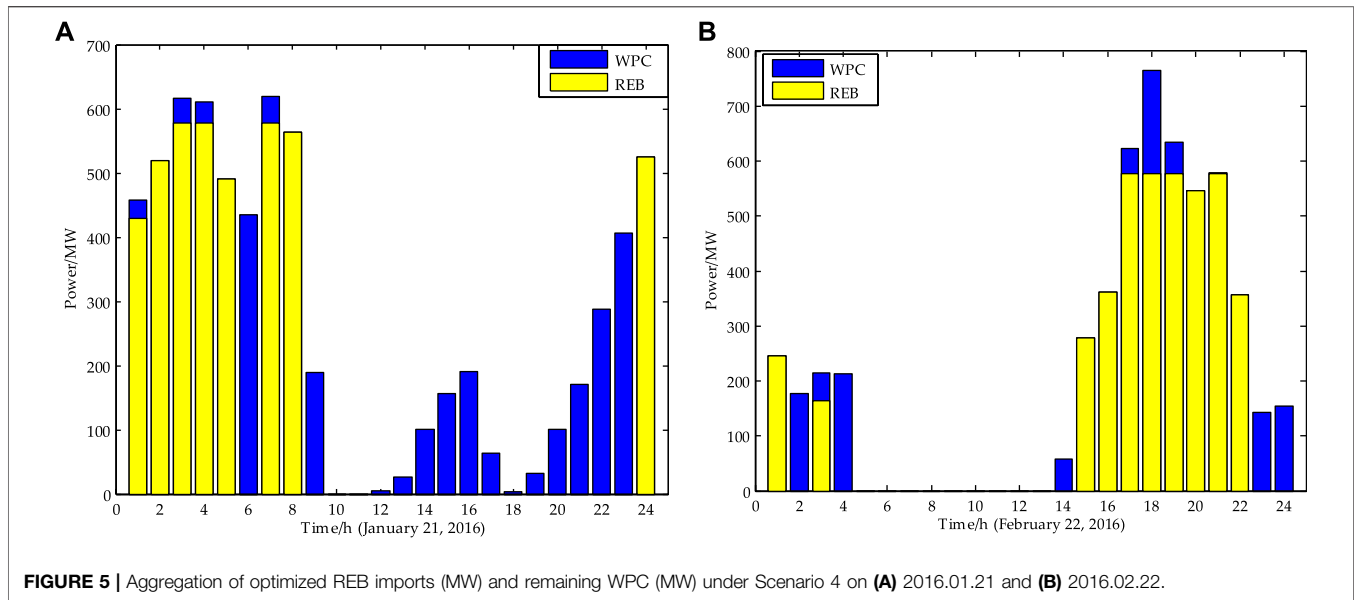 A
700
600
500
400
300
200
100
0
Power/MW
WPC
REB
0 2 4 6 8 10 12 14 16 18 20 22 24
Time/h (January 21, 2016)
B
800
700
600
500
400
300
200
100
0
Power/MW
WPC
REB
0 2 4 6 8 10 12 14 16 18 20 22 24
Time/h (February 22, 2016)
FIGURE 5 | Aggregation of optimized REB imports (MW) and remaining WPC (MW) under Scenario 4 on (A) 2016.01.21 and (B) 2016.02.22.